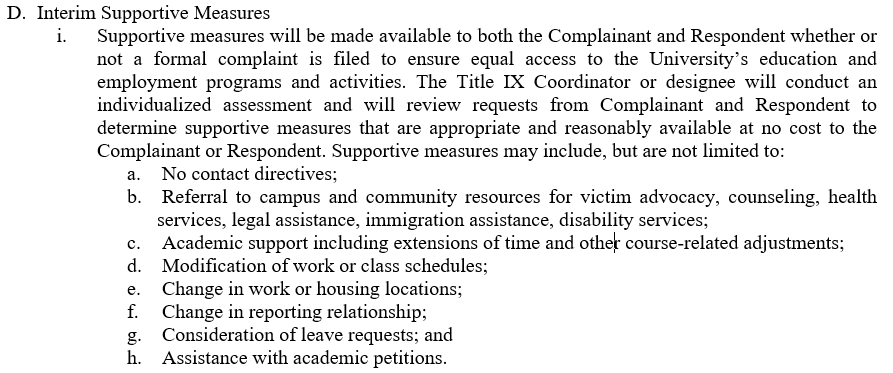 D. Interim Supportive Measures
i. Supportive measures will be made available to both the Complainant and Respondent whether or
not a formal complaint is filed to ensure equal access to the University's education and
employment programs and activities. The Title IX Coordinator or designee will conduct an
individualized assessment and will review requests from Complainant and Respondent to
determine supportive measures that are appropriate and reasonably available at no cost to the
Complainant or Respondent. Supportive measures may include, but are not limited to:
a. No contact directives;
b. Referral to campus and community resources for victim advocacy, counseling, health
services, legal assistance, immigration assistance, disability services;
c. Academic support including extensions of time and other course-related adjustments;
d. Modification of work or class schedules;
e. Change in work or housing locations;
f. Change in reporting relationship;
g. Consideration of leave requests; and
h. Assistance with academic petitions.